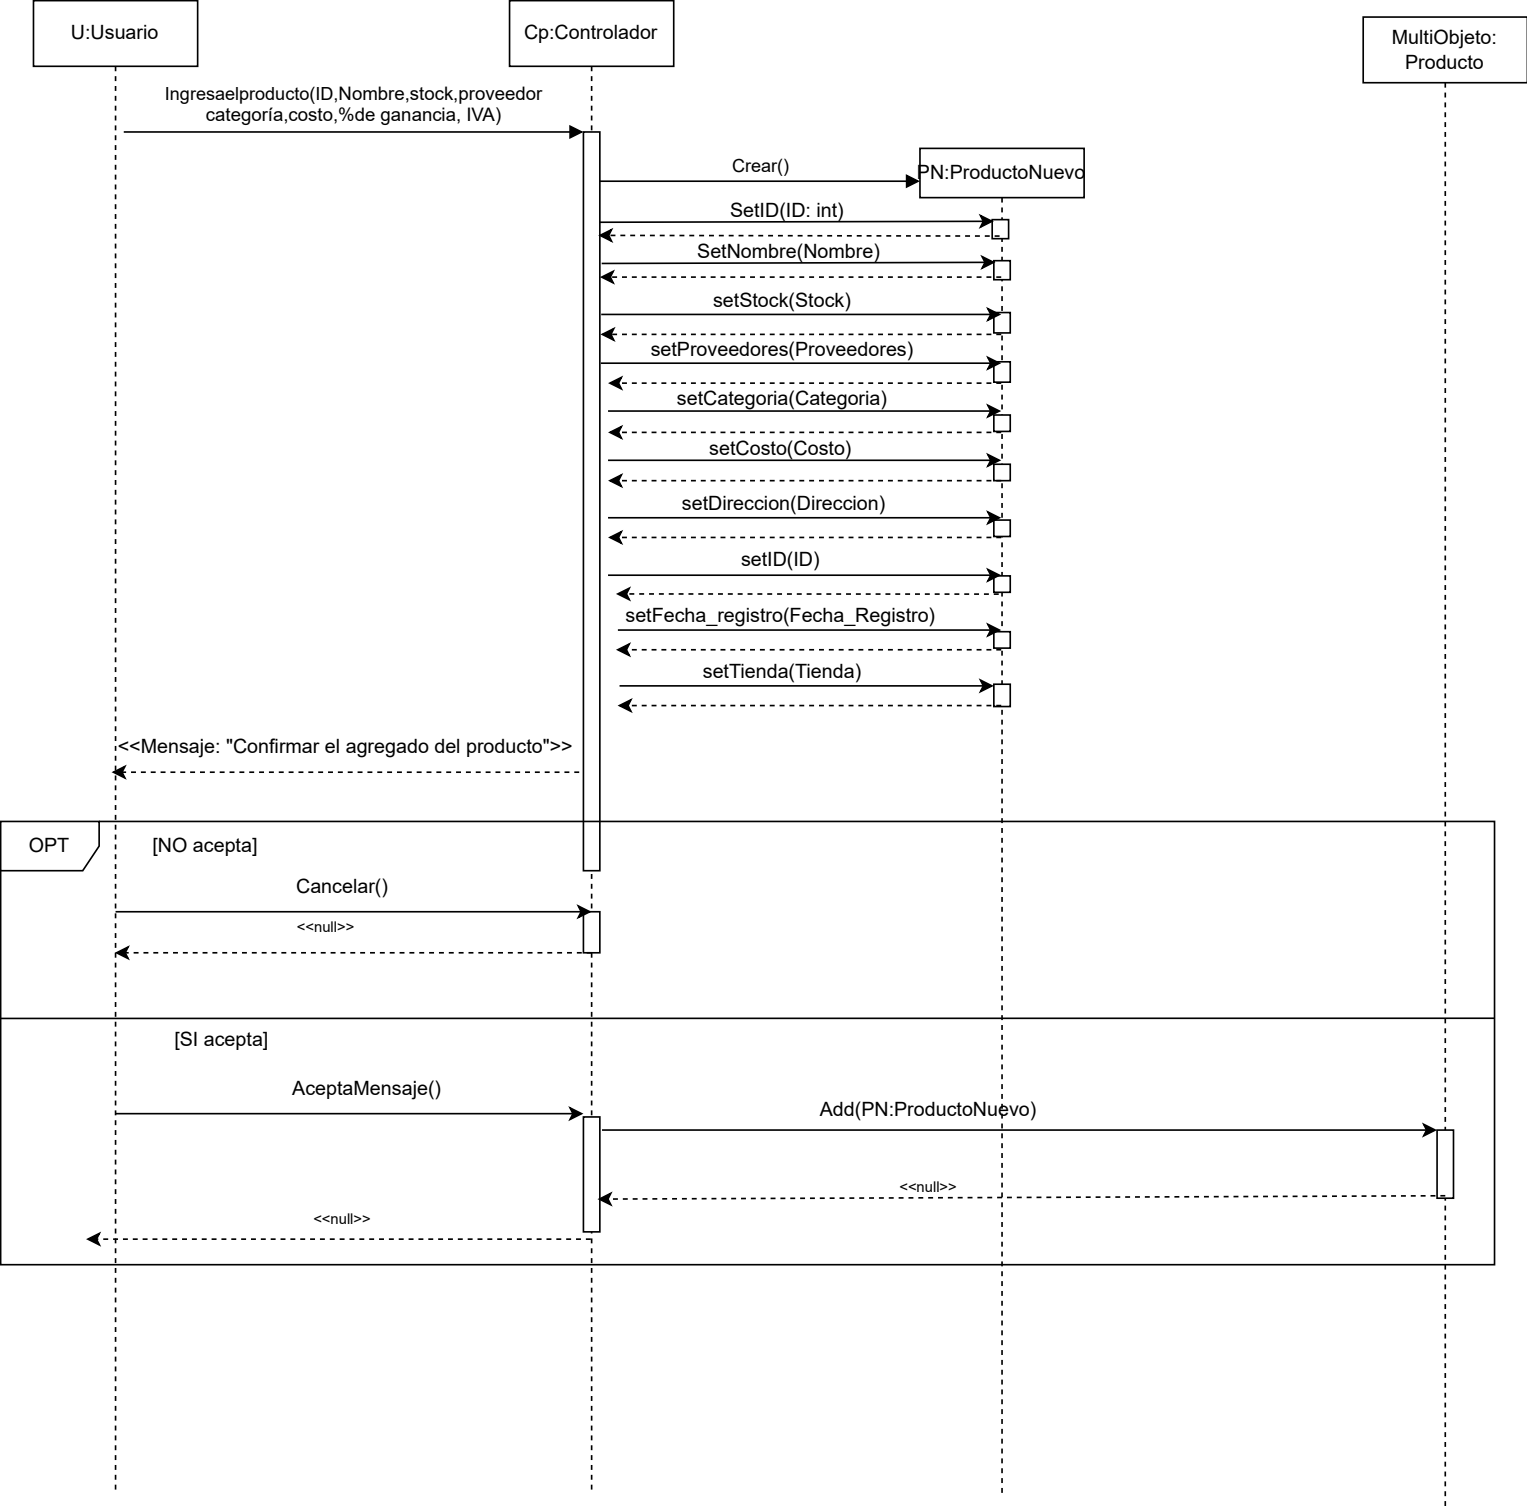 U:Usuario
Cp:Controlador
MultiObjeto:
Producto
Ingresaelproducto(ID,Nombre,stock,proveedor
categoría,costo,%de ganancia, IVA)
Crear()
PN:ProductoNuevo
SetID(ID: int)
SetNombre(Nombre)
setStock(Stock)
setProveedores(Proveedores)
setCategoria(Categoria)
setCosto(Costo)
setDireccion(Direccion)
setID(ID)
setFecha_registro(Fecha_Registro)
setTienda(Tienda)
<<Mensaje: "Confirmar el agregado del producto">>
OPT
[NO acepta]
Cancelar()
<<null>>
[SI acepta]
AceptaMensaje()
Add(PN:ProductoNuevo)
<<null>>
<<null>>